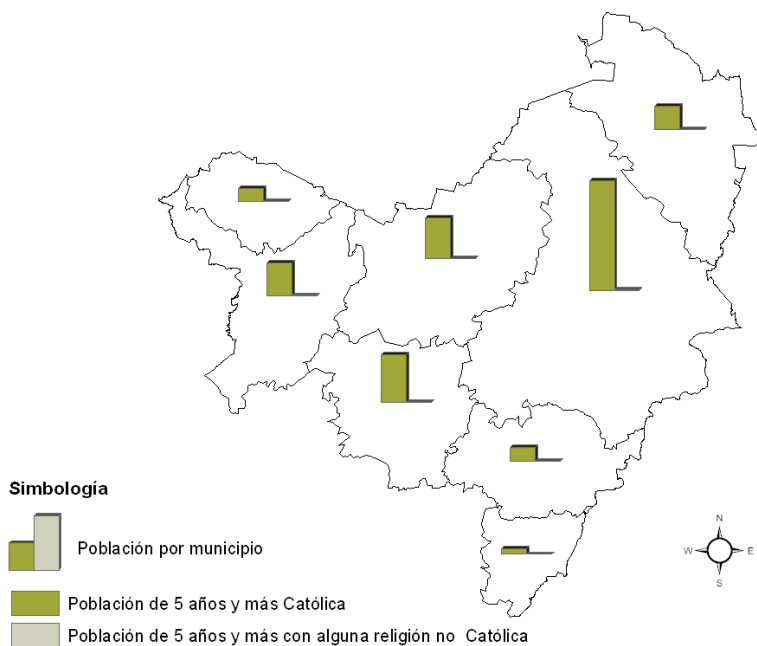 Simbología
Población por municipio
Población de 5 años y más Católica
Población de 5 años y más con alguna religión no Católica
N
W E
S